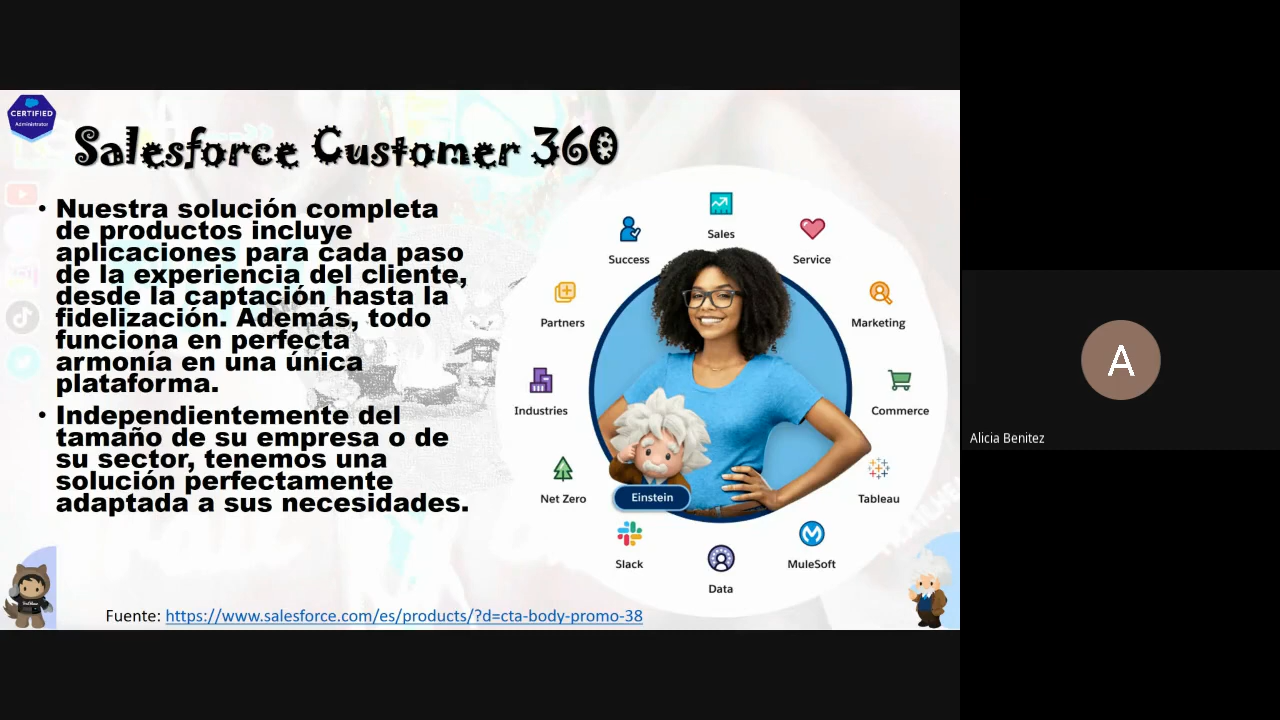 CERTIFIED
Administrator
Salesforce Customer 360
• Nuestra solución completa
de productos incluye
aplicaciones para cada paso
de la experiencia del cliente,
desde la captación hasta la
fidelización. Además, todo
funciona en perfecta
armonía en una única
plataforma.
• Independientemente del
tamaño de su empresa o de
su sector, tenemos una
solución perfectamente
adaptada a sus necesidades.
Sales
Success
Service
Partners
Marketing
Industries
Commerce
Net Zero
Einstein
Tableau
Slack
MuleSoft
Data
Fuente: https://www.salesforce.com/es/products/?d=cta-body-promo-38
A
Alicia Benitez